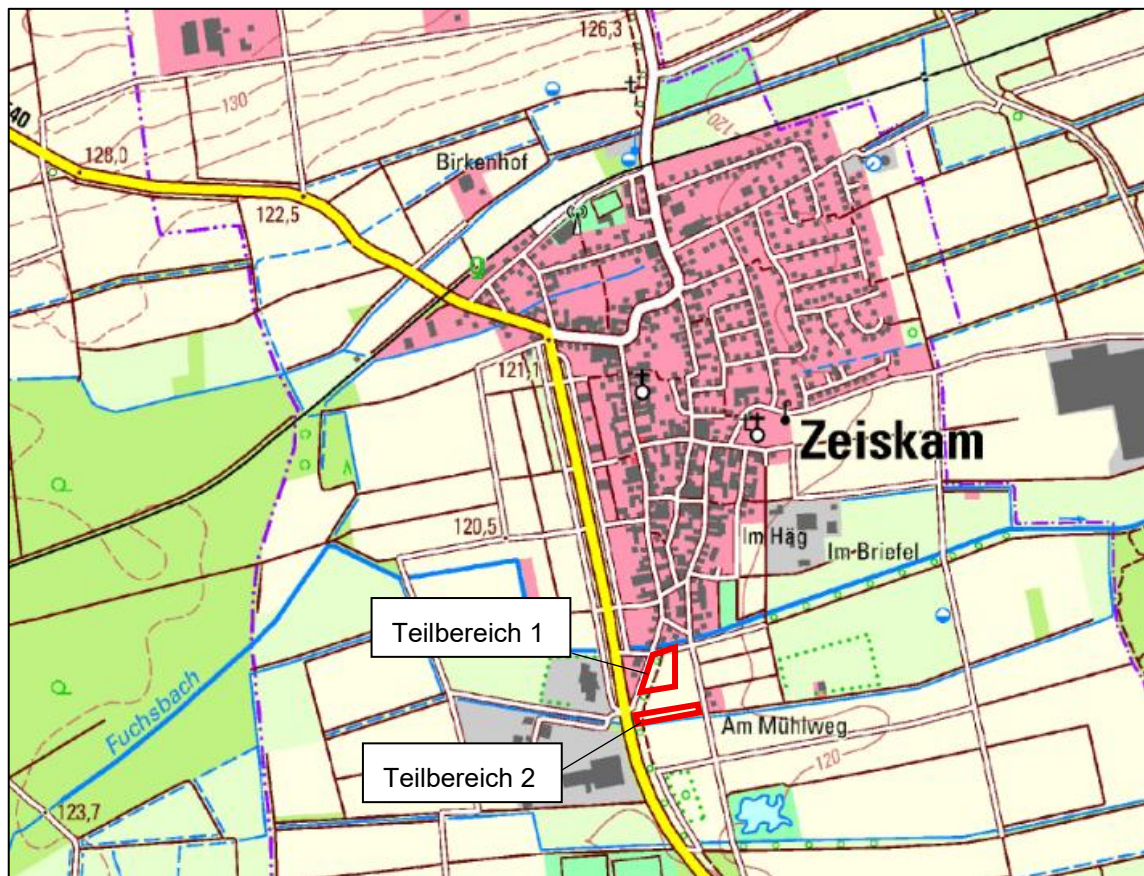 126,3
540
130
120
128,0
Birkenhof
122,5
121,1
Zeiskam
120,5
Im Häg
Im Briefel
Teilbereich 1
Fuchsbach
Am Mühlweg
Teilbereich 2
120
123,7